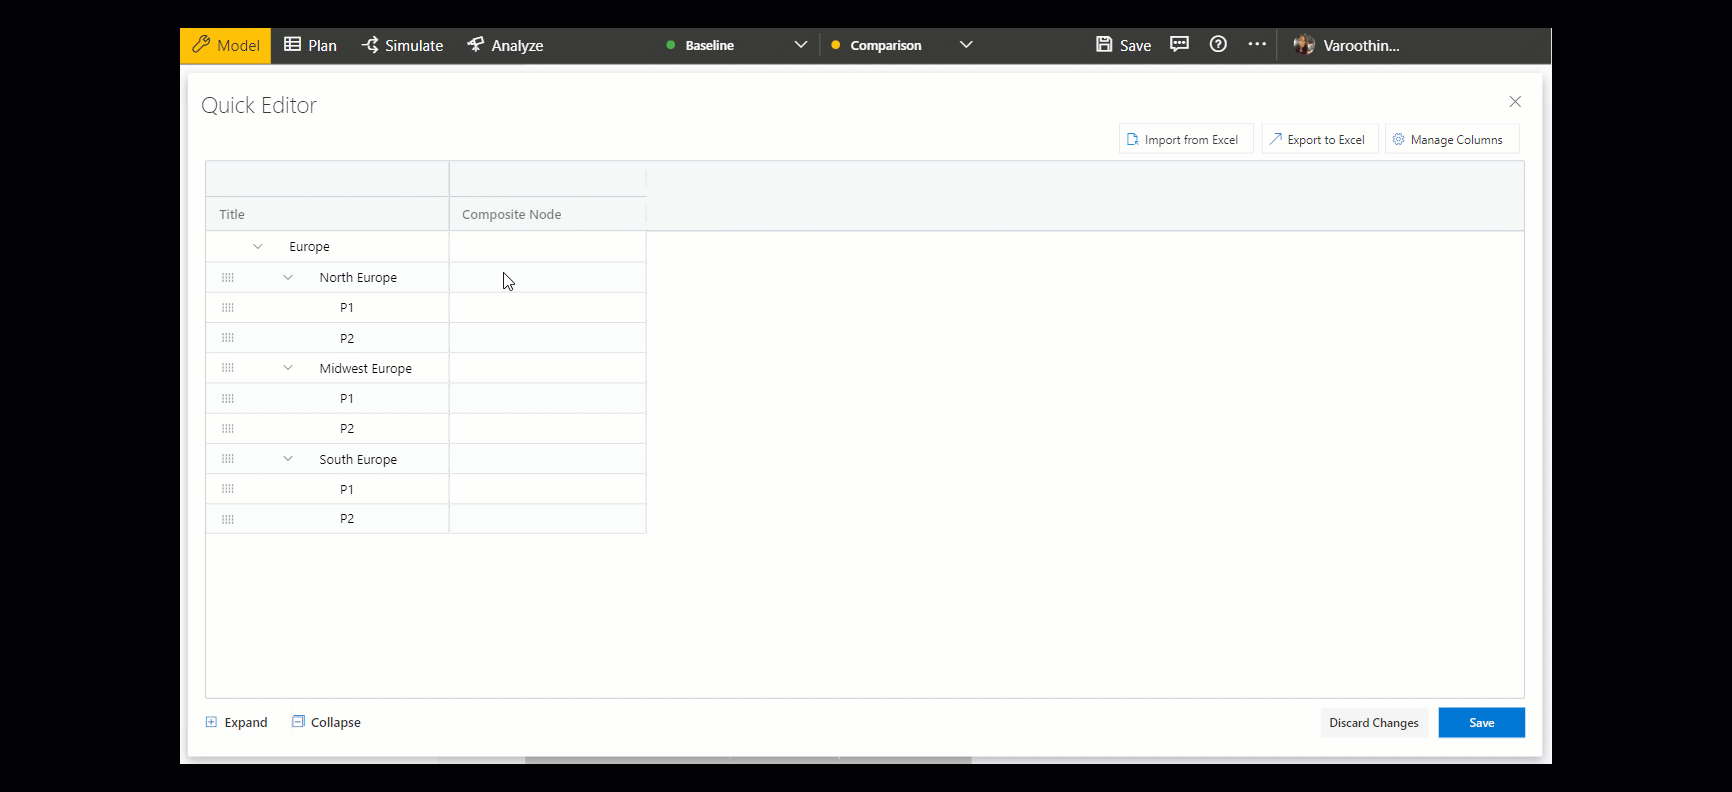 Model Plan Simulate Analyze Baseline Comparison Save Varoothin...
Quick Editor
Import from Excel Export to Excel Manage Columns
Title Composite Node
Europe
North Europe
P1
P2
Midwest Europe
P1
P2
South Europe
P1
P2
Expand Collapse Discard Changes Save